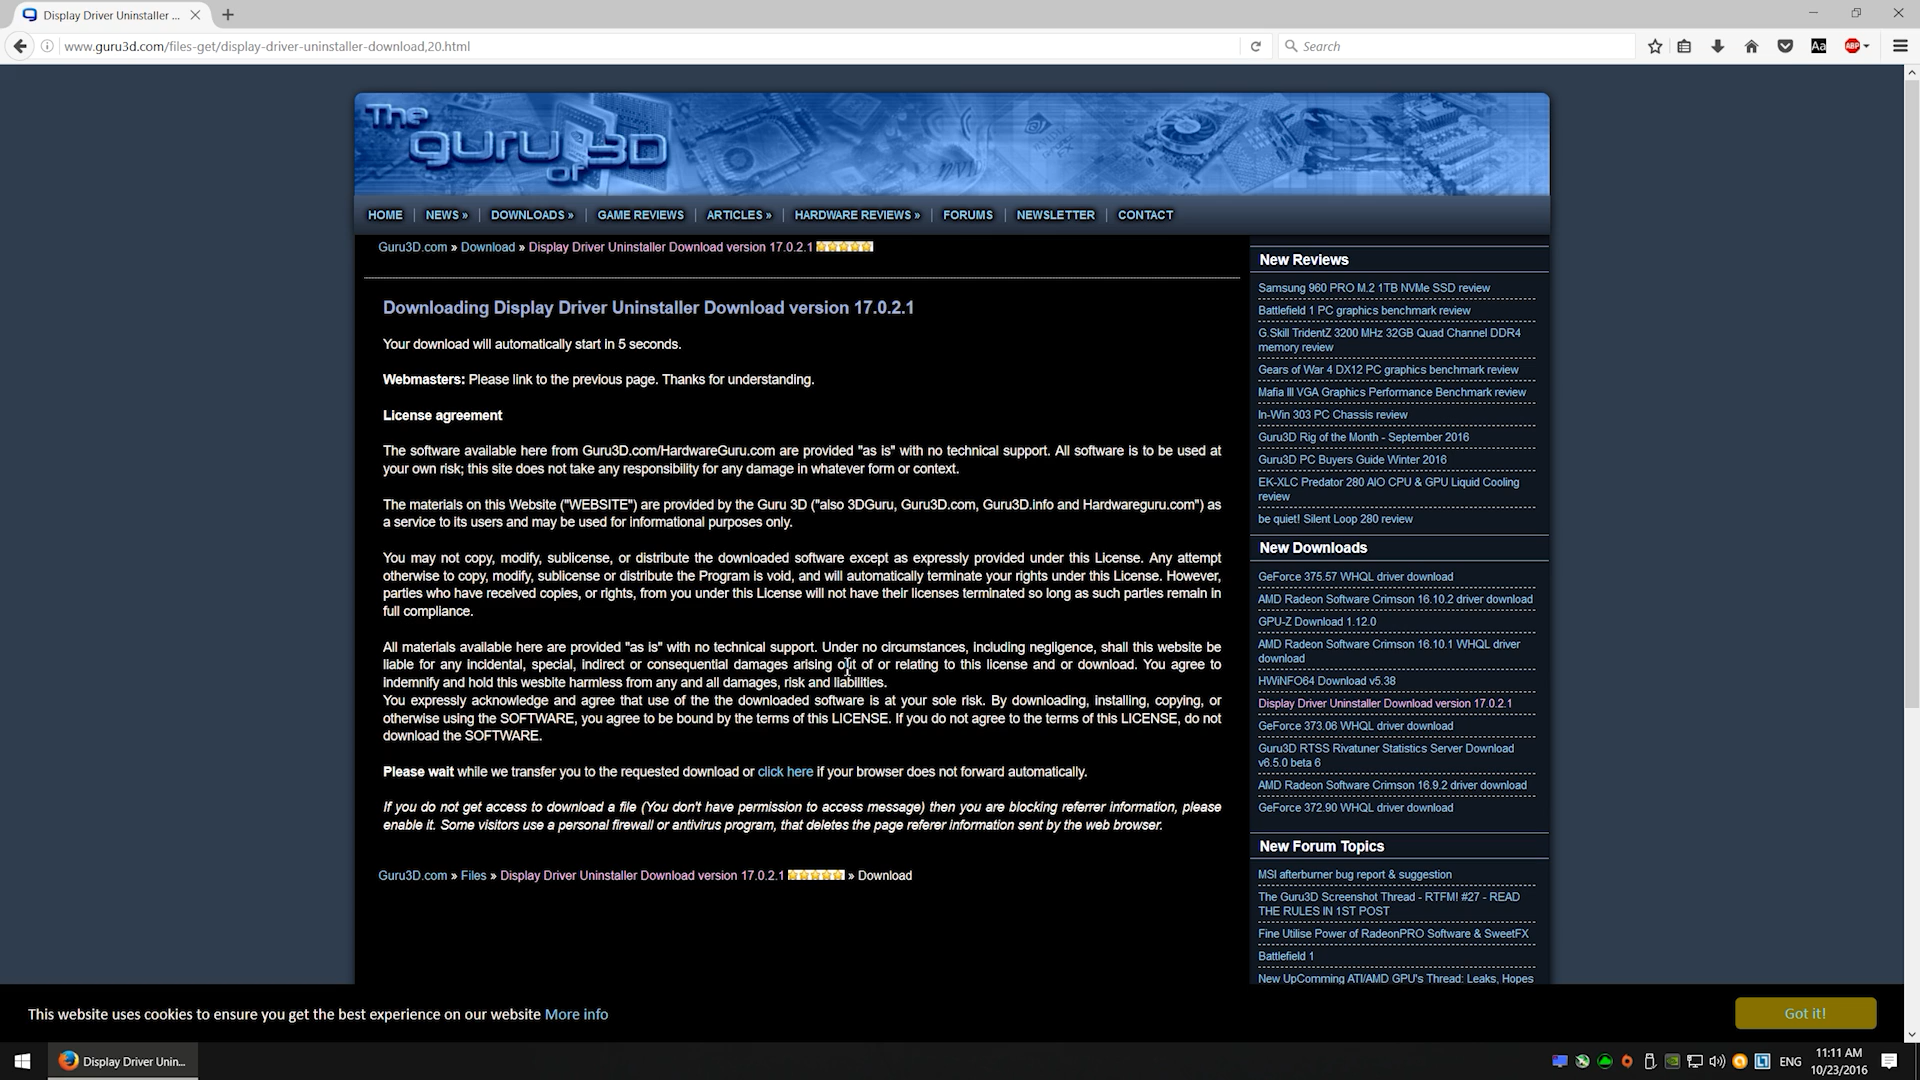 Display Driver Uninstaller ...
www.guru3d.com/files-get/display-driver-uninstaller-download,20.html
Search
Aa
ABP
The
guru 3D
of
HOME
NEWS »
DOWNLOADS »
GAME REVIEWS
ARTICLES »
HARDWARE REVIEWS »
FORUMS
NEWSLETTER
CONTACT
Guru3D.com » Download » Display Driver Uninstaller Download version 17.0.2.1
Downloading Display Driver Uninstaller Download version 17.0.2.1
Your download will automatically start in 5 seconds.
Webmasters: Please link to the previous page. Thanks for understanding.
License agreement
The software available here from Guru3D.com/HardwareGuru.com are provided "as is" with no technical support. All software is to be used at
your own risk; this site does not take any responsibility for any damage in whatever form or context.
The materials on this Website ("WEBSITE") are provided by the Guru 3D ("also 3DGuru, Guru3D.com, Guru3D.info and Hardwareguru.com") as
a service to its users and may be used for informational purposes only.
You may not copy, modify, sublicense, or distribute the downloaded software except as expressly provided under this License. Any attempt
otherwise to copy, modify, sublicense or distribute the Program is void, and will automatically terminate your rights under this License. However,
parties who have received copies, or rights, from you under this License will not have their licenses terminated so long as such parties remain in
full compliance.
All materials available here are provided "as is" with no technical support. Under no circumstances, including negligence, shall this website be
liable for any incidental, special, indirect or consequential damages arising out of or relating to this license and or download. You agree to
indemnify and hold this wesbite harmless from any and all damages, risk and liabilities.
You expressly acknowledge and agree that use of the the downloaded software is at your sole risk. By downloading, installing, copying, or
otherwise using the SOFTWARE, you agree to be bound by the terms of this LICENSE. If you do not agree to the terms of this LICENSE, do not
download the SOFTWARE.
Please wait while we transfer you to the requested download or click here if your browser does not forward automatically.
If you do not get access to download a file (You don't have permission to access message) then you are blocking referrer information, please
enable it. Some visitors use a personal firewall or antivirus program, that deletes the page referer information sent by the web browser.
Guru3D.com » Files » Display Driver Uninstaller Download version 17.0.2.1 » Download
New Reviews
Samsung 960 PRO M.2 1TB NVMe SSD review
Battlefield 1 PC graphics benchmark review
G.Skill TridentZ 3200 MHz 32GB Quad Channel DDR4
memory review
Gears of War 4 DX12 PC graphics benchmark review
Mafia III VGA Graphics Performance Benchmark review
In-Win 303 PC Chassis review
Guru3D Rig of the Month - September 2016
Guru3D PC Buyers Guide Winter 2016
EK-XLC Predator 280 AIO CPU & GPU Liquid Cooling
review
be quiet! Silent Loop 280 review
New Downloads
GeForce 375.57 WHQL driver download
AMD Radeon Software Crimson 16.10.2 driver download
GPU-Z Download 1.12.0
AMD Radeon Software Crimson 16.10.1 WHQL driver
download
HWiNFO64 Download v5.38
Display Driver Uninstaller Download version 17.0.2.1
GeForce 373.06 WHQL driver download
Guru3D RTSS Rivatuner Statistics Server Download
v6.5.0 beta 6
AMD Radeon Software Crimson 16.9.2 driver download
GeForce 372.90 WHQL driver download
New Forum Topics
MSI afterburner bug report & suggestion
The Guru3D Screenshot Thread - RTFM! #27 - READ
THE RULES IN 1ST POST
Fine Utilise Power of RadeonPRO Software & SweetFX
Battlefield 1
New UpComming ATI/AMD GPU's Thread: Leaks, Hopes
This website uses cookies to ensure you get the best experience on our website More info
Got it!
Display Driver Unin...
ENG
11:11 AM
10/23/2016